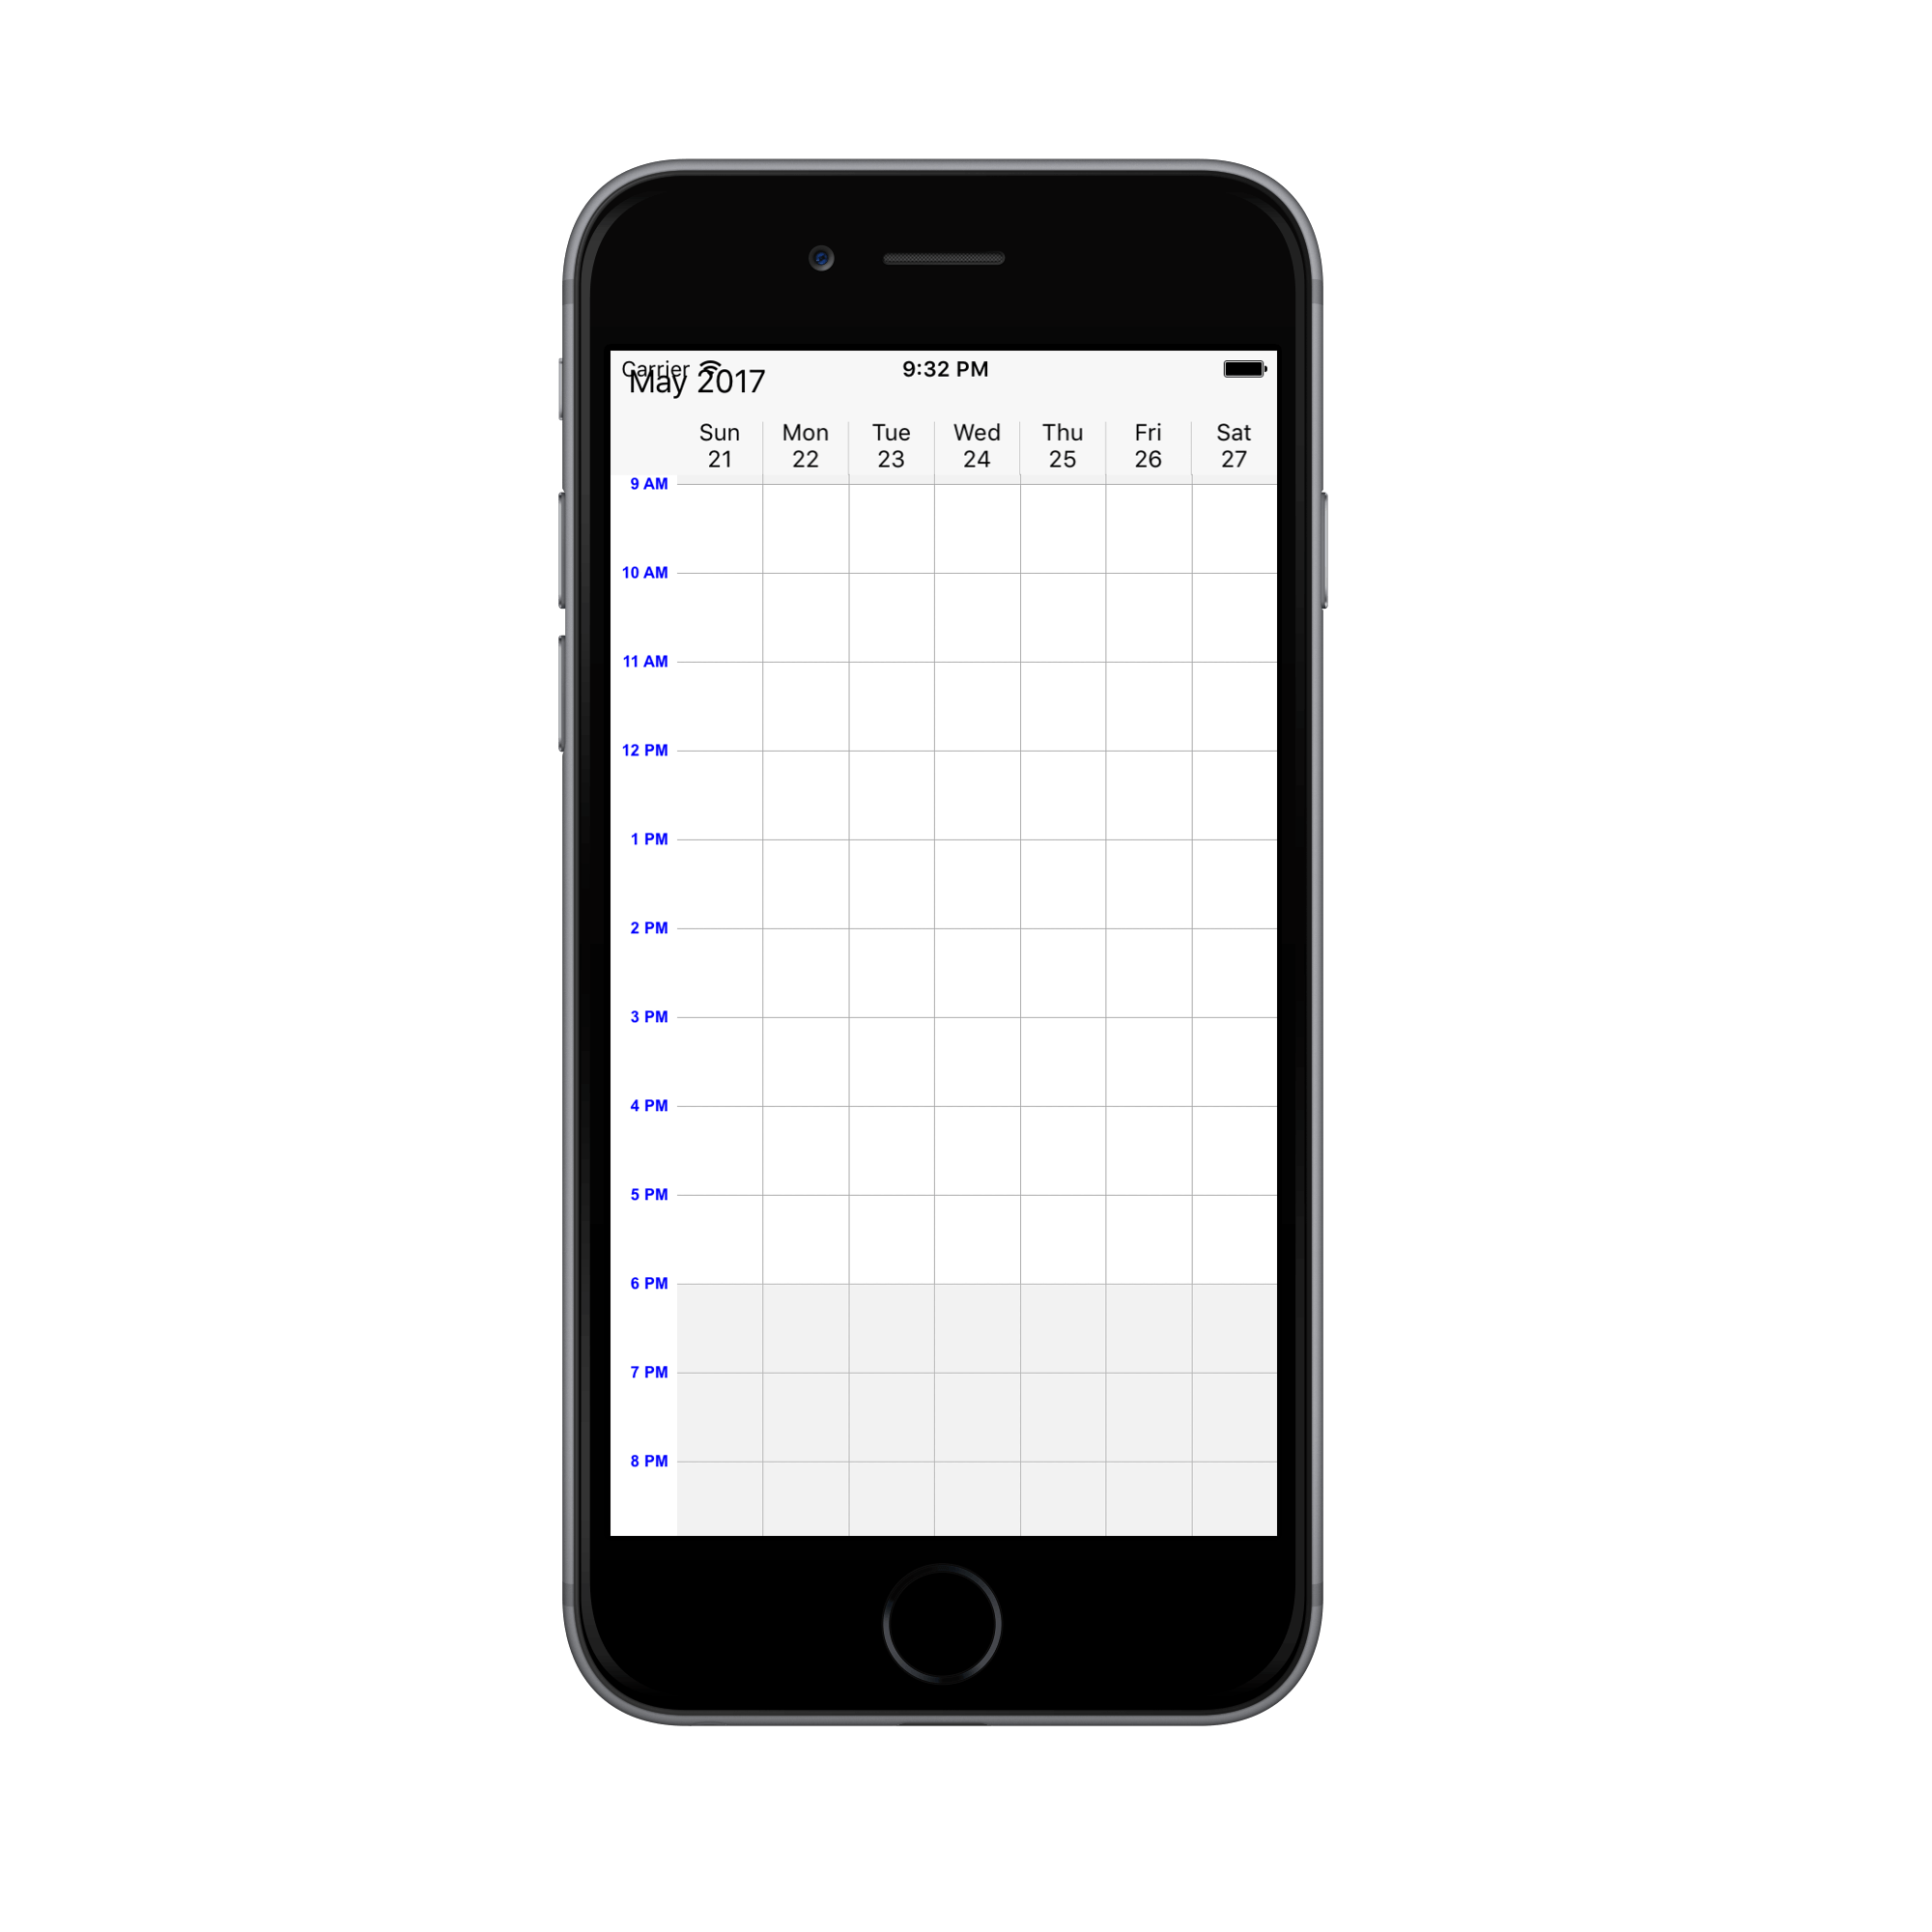 Carrier 9:32 PM
May 2017
Sun Mon Tue Wed Thu Fri Sat
21 22 23 24 25 26 27
9 AM
10 AM
11 AM
12 PM
1 PM
2 PM
3 PM
4 PM
5 PM
6 PM
7 PM
8 PM